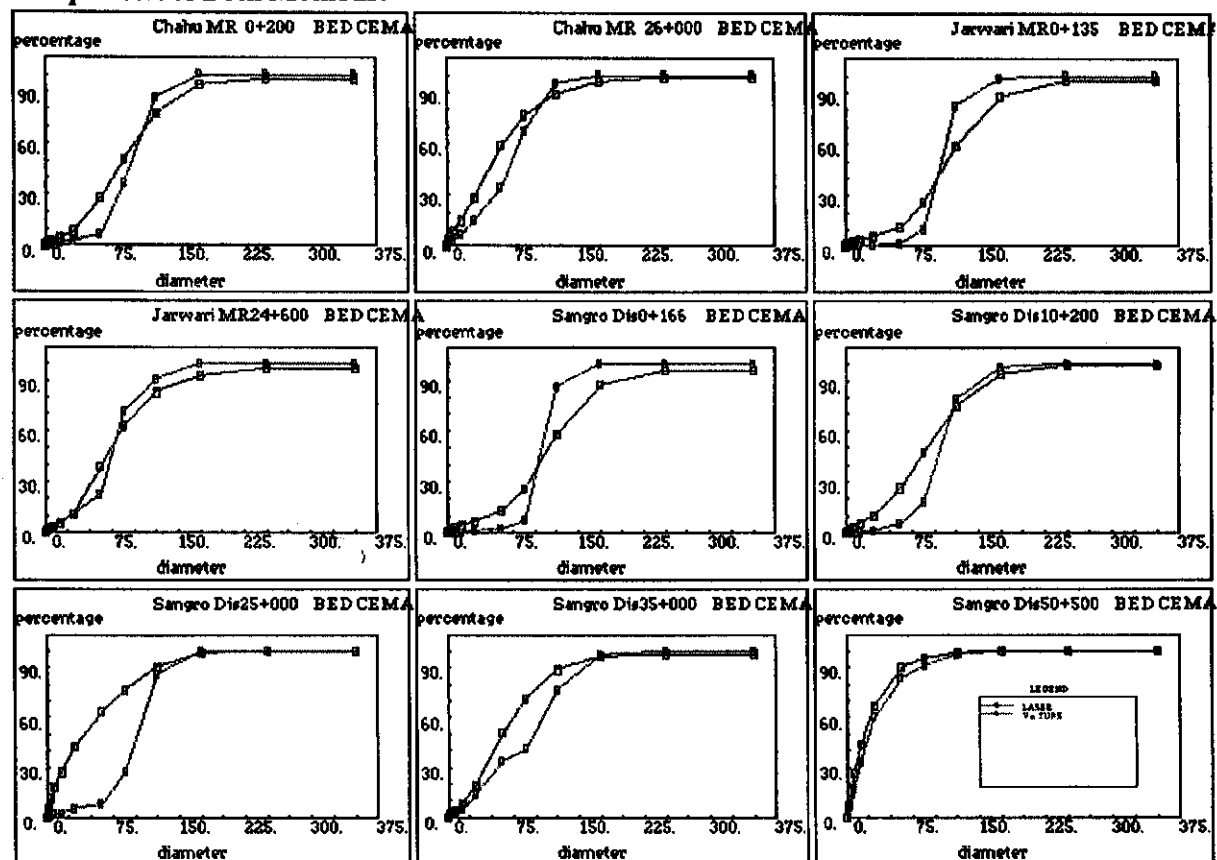 Chahu MR 0+200 BED CEMA
percentage
90.
60.
30.
0.
0. 75. 150. 225. 300. 375.
diameter
Chahu MR 26+000 BED CEMA
percentage
90.
60.
30.
0.
0. 75. 150. 225. 300. 375.
diameter
Jarwari MR0+135 BED CEMA
percentage
90.
60.
30.
0.
0. 75. 150. 225. 300. 375.
diameter
Jarwari MR24+600 BED CEMA
percentage
90.
60.
30.
0.
0. 75. 150. 225. 300. 375.
diameter
Sangro Dis0+166 BED CEMA
percentage
90.
60.
30.
0.
0. 75. 150. 225. 300. 375.
diameter
Sangro Dis10+200 BED CEMA
percentage
90.
60.
30.
0.
0. 75. 150. 225. 300. 375.
diameter
Sangro Dis25+000 BED CEMA
percentage
90.
60.
30.
0.
0. 75. 150. 225. 300. 375.
diameter
Sangro Dis35+000 BED CEMA
percentage
90.
60.
30.
0.
0. 75. 150. 225. 300. 375.
diameter
Sangro Dis50+500 BED CEMA
percentage
90.
60.
30.
0.
0. 75. 150. 225. 300. 375.
diameter
LEGEND
LASER
TUBE